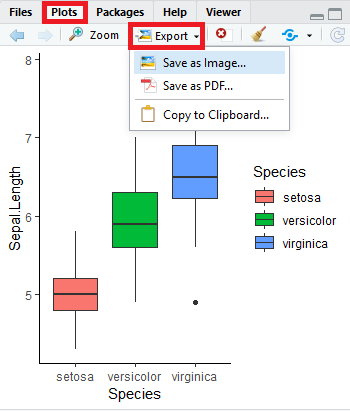 Files Plots Packages Help Viewer
Zoom Export
Save as Image...
Save as PDF...
Copy to Clipboard...
8
7
6
5
Sepal.Length
setosa versicolor virginica
Species
Species
setosa
versicolor
virginica